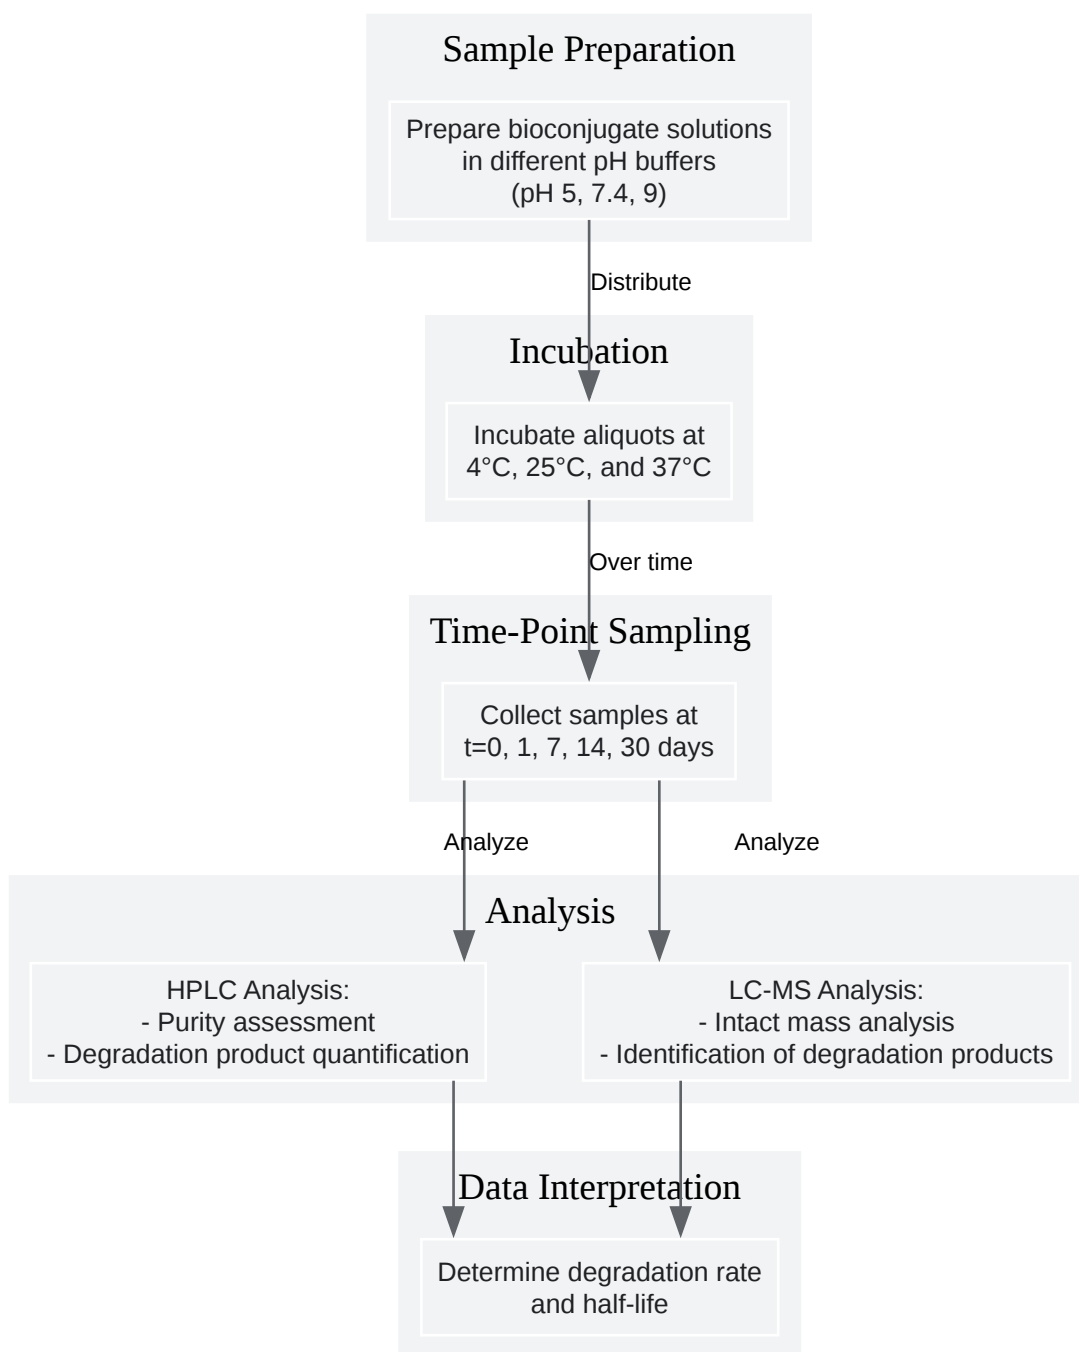 Sample Preparation
Prepare bioconjugate solutions
in different pH buffers
(pH 5, 7.4, 9)
Distribute
Incubation
Incubate aliquots at
4°C, 25°C, and 37°C
Over time
Time-Point Sampling
Collect samples at
t=0, 1, 7, 14, 30 days
Analyze
Analyze
Analysis
HPLC Analysis:
- Purity assessment
- Degradation product quantification
LC-MS Analysis:
- Intact mass analysis
- Identification of degradation products
Data Interpretation
Determine degradation rate
and half-life